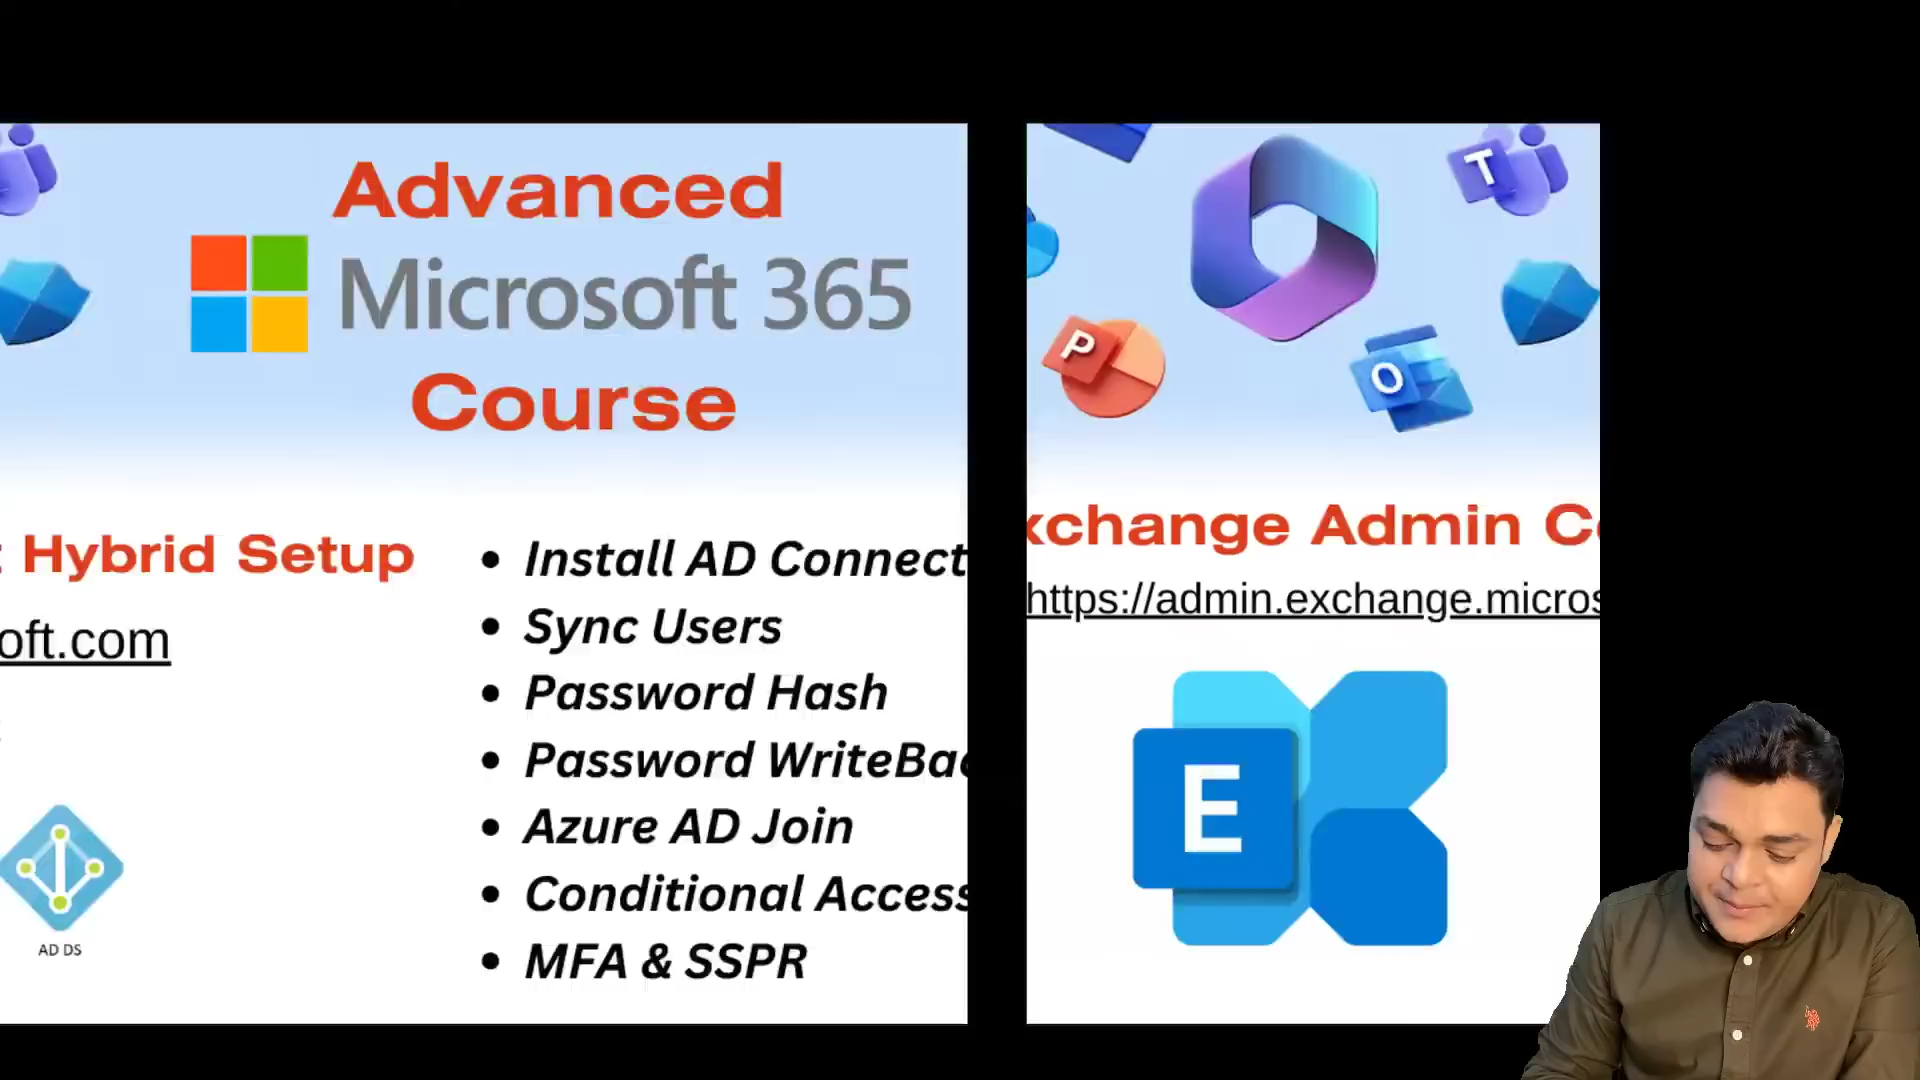 Advanced
Microsoft 365
Course
Hybrid Setup
oft.com
AD DS
• Install AD Connect
• Sync Users
• Password Hash
• Password WriteBac
• Azure AD Join
• Conditional Access
• MFA & SSPR
T
P
O
xchange Admin C
https://admin.exchange.micros
E